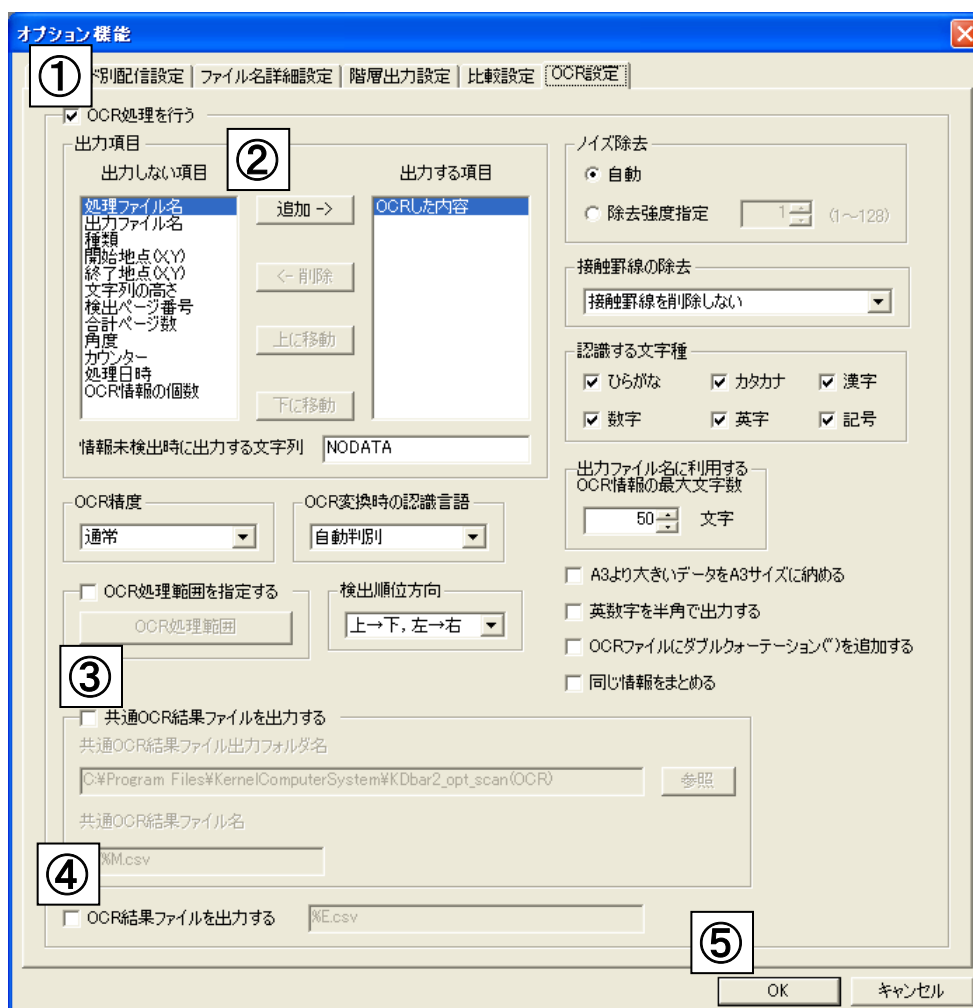 オプション機能
①
ド別配信設定
ファイル名詳細設定
階層出力設定
比較設定
OCR設定
OCR処理を行う
出力項目
②
出力しない項目
出力する項目
処理ファイル名
出力ファイル名
種類
開始地点(X,Y)
終了地点(X,Y)
文字列の高さ
検出ページ番号
合計ページ数
角度
カウンター
処理日時
OCR情報の個数
追加 ->
<- 削除
上に移動
下に移動
OCRした内容
情報未検出時に出力する文字列
NODATA
ノイズ除去
自動
除去強度指定
1
(1～128)
接触罫線の除去
接触罫線を削除しない
認識する文字種
ひらがな
カタカナ
漢字
数字
英字
記号
OCR精度
通常
OCR変換時の認識言語
自動判別
出力ファイル名に利用する
OCR情報の最大文字数
50
文字
OCR処理範囲を指定する
OCR処理範囲
検出順位方向
上→下, 左→右
A3より大きいデータをA3サイズに納める
英数字を半角で出力する
OCRファイルにダブルクォーテーション(")を追加する
同じ情報をまとめる
③
共通OCR結果ファイルを出力する
共通OCR結果ファイル出力フォルダ名
C:¥Program Files¥KernelComputerSystem¥KDbar2_opt_scan(OCR)
参照
共通OCR結果ファイル名
%M.csv
④
OCR結果ファイルを出力する
%E.csv
⑤
OK
キャンセル